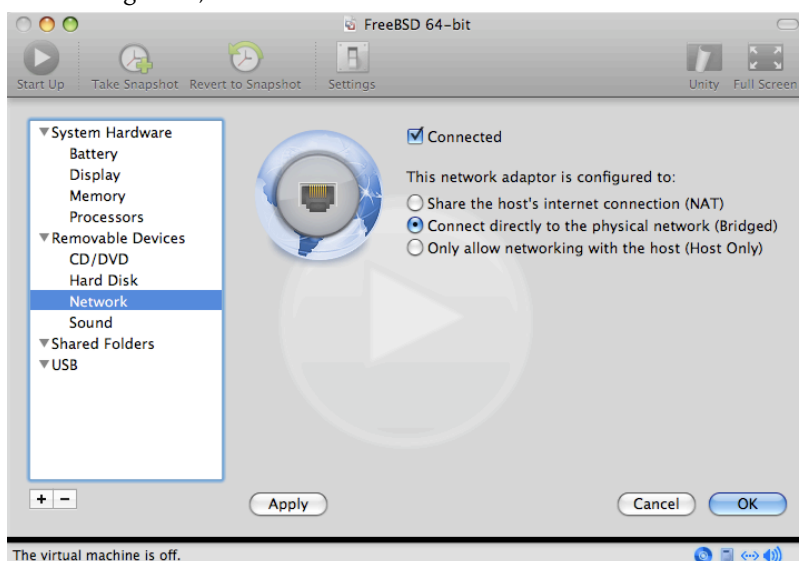 FreeBSD 64-bit
Start Up Take Snapshot Revert to Snapshot Settings Unity Full Screen
System Hardware
Battery
Display
Memory
Processors
Removable Devices
CD/DVD
Hard Disk
Network
Sound
Shared Folders
USB
Connected
This network adaptor is configured to:
Share the host's internet connection (NAT)
Connect directly to the physical network (Bridged)
Only allow networking with the host (Host Only)
+ −
Apply
Cancel
OK
The virtual machine is off.